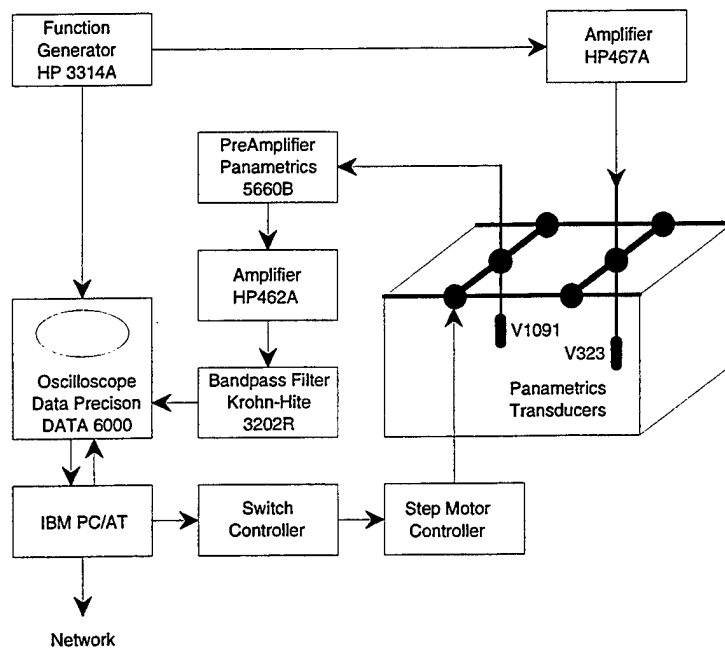 Function
Generator
HP 3314A
Amplifier
HP467A
PreAmplifier
Panametrics
5660B
Amplifier
HP462A
V1091
V323
Panametrics
Transducers
Oscilloscope
Data Precison
DATA 6000
Bandpass Filter
Krohn-Hite
3202R
IBM PC/AT
Switch
Controller
Step Motor
Controller
Network